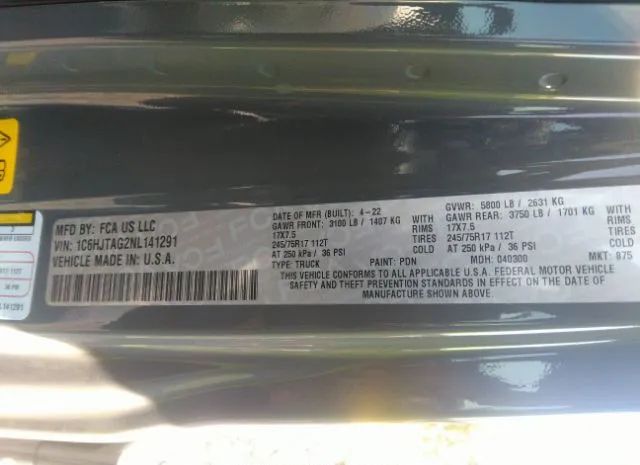 MFD BY: FCA US LLC
VIN: 1C6HJTAG2NL141291
VEHICLE MADE IN: U.S.A.
DATE OF MFR (BUILT): 4-22 GVWR: 5800 LB / 2631 KG
GAWR FRONT: 3100 LB / 1407 KG WITH GAWR REAR: 3750 LB / 1701 KG WITH
17X7.5 RIMS 17X7.5 RIMS
245/75R17 112T TIRES 245/75R17 112T TIRES
AT 250 kPa / 36 PSI COLD AT 250 kPa / 36 PSI COLD
TYPE: TRUCK PAINT: PDN MDH: 040300 MKT: B75
THIS VEHICLE CONFORMS TO ALL APPLICABLE U.S.A. FEDERAL MOTOR VEHICLE
SAFETY AND THEFT PREVENTION STANDARDS IN EFFECT ON THE DATE OF
MANUFACTURE SHOWN ABOVE.
L141291